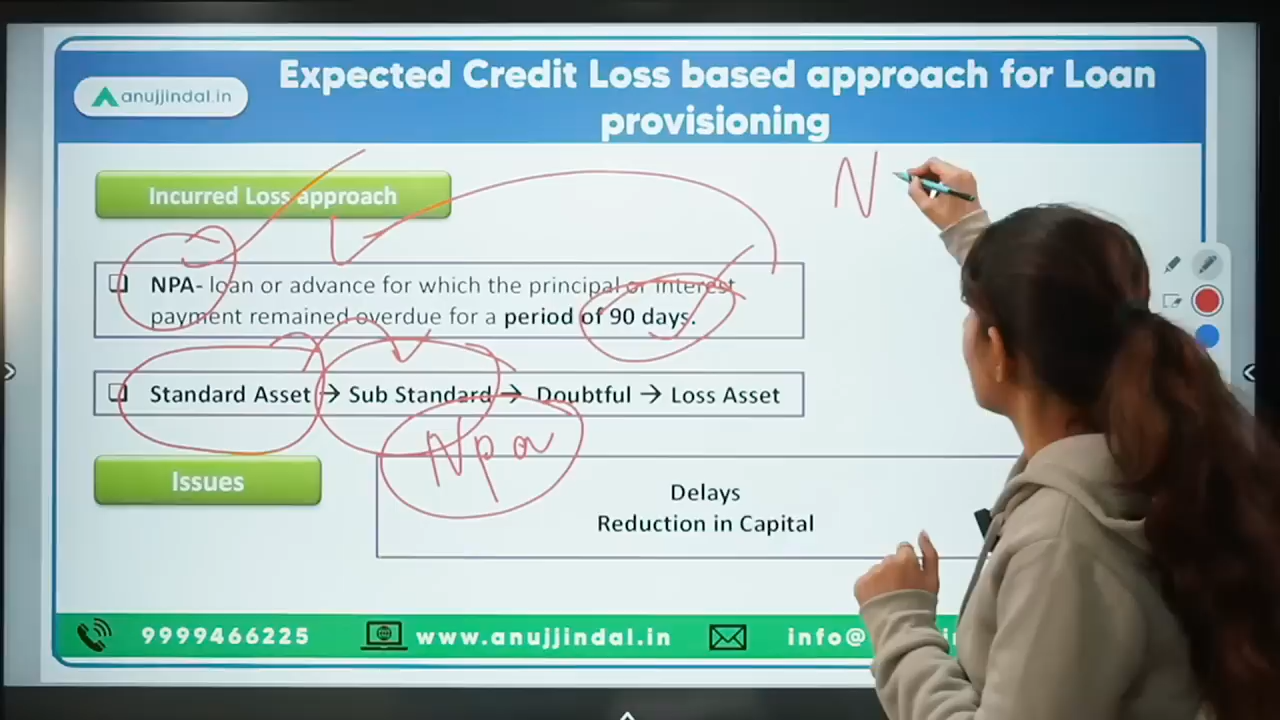 anujjindal.in
Expected Credit Loss based approach for Loan
provisioning
Incurred Loss approach
N
NPA- loan or advance for which the principal or interest
payment remained overdue for a period of 90 days.
Standard Asset → Sub Standard → Doubtful → Loss Asset
Npa
Issues
Delays
Reduction in Capital
9999466225
www.anujjindal.in
info@